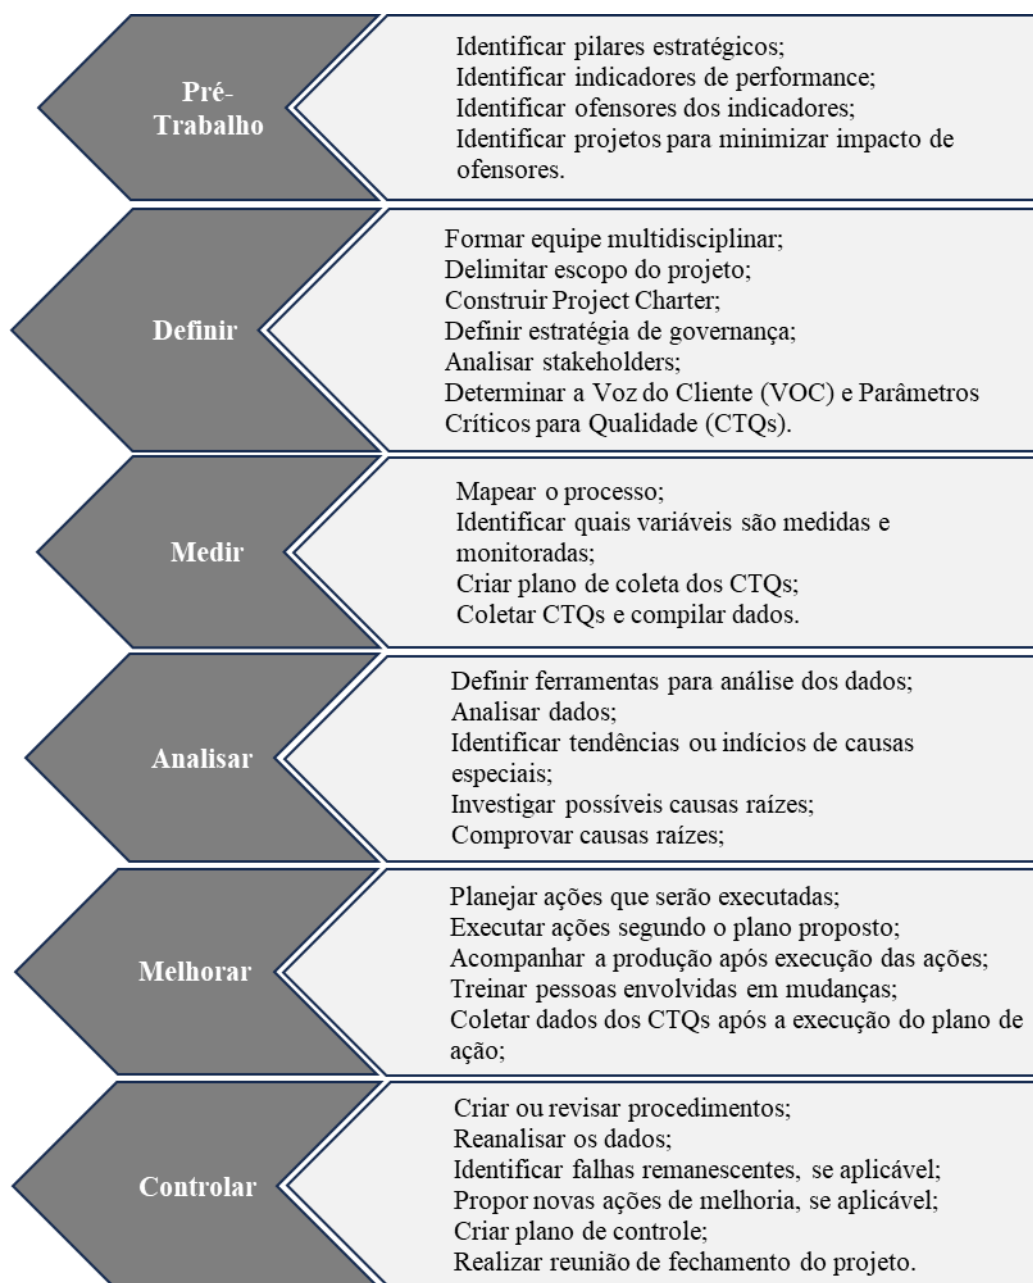 Pré-
Trabalho
Identificar pilares estratégicos;
Identificar indicadores de performance;
Identificar ofensores dos indicadores;
Identificar projetos para minimizar impacto de
ofensores.
Definir
Formar equipe multidisciplinar;
Delimitar escopo do projeto;
Construir Project Charter;
Definir estratégia de governança;
Analisar stakeholders;
Determinar a Voz do Cliente (VOC) e Parâmetros
Críticos para Qualidade (CTQs).
Medir
Mapear o processo;
Identificar quais variáveis são medidas e
monitoradas;
Criar plano de coleta dos CTQs;
Coletar CTQs e compilar dados.
Analisar
Definir ferramentas para análise dos dados;
Analisar dados;
Identificar tendências ou indícios de causas
especiais;
Investigar possíveis causas raízes;
Comprovar causas raízes;
Melhorar
Planejar ações que serão executadas;
Executar ações segundo o plano proposto;
Acompanhar a produção após execução das ações;
Treinar pessoas envolvidas em mudanças;
Coletar dados dos CTQs após a execução do plano de
ação;
Controlar
Criar ou revisar procedimentos;
Reanalisar os dados;
Identificar falhas remanescentes, se aplicável;
Propor novas ações de melhoria, se aplicável;
Criar plano de controle;
Realizar reunião de fechamento do projeto.